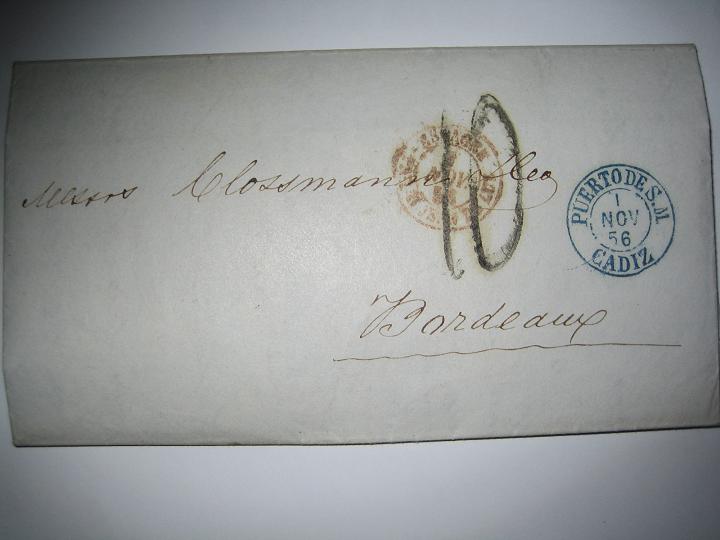 Messrs Clossmann & Co
10
PUERTO DE S.M.
1
NOV
56
CADIZ
Bordeaux